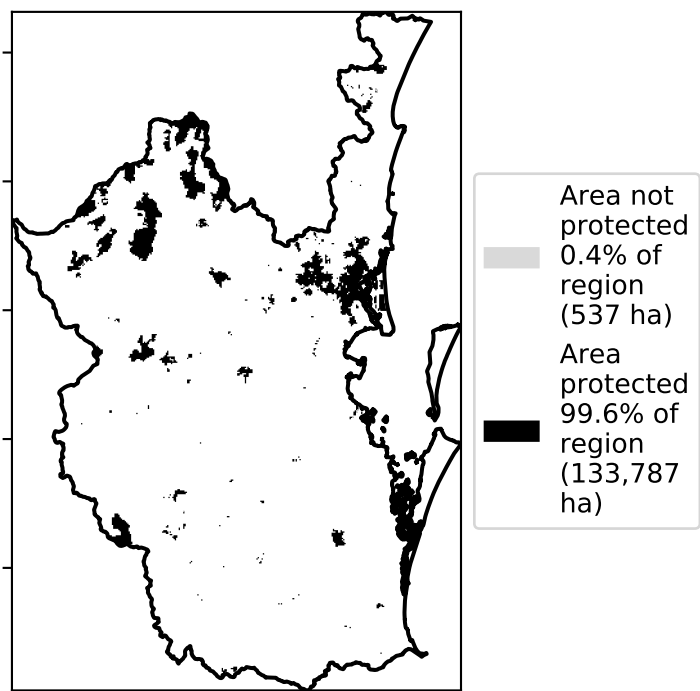 Area not
protected
0.4% of
region
(537 ha)
Area
protected
99.6% of
region
(133,787
ha)